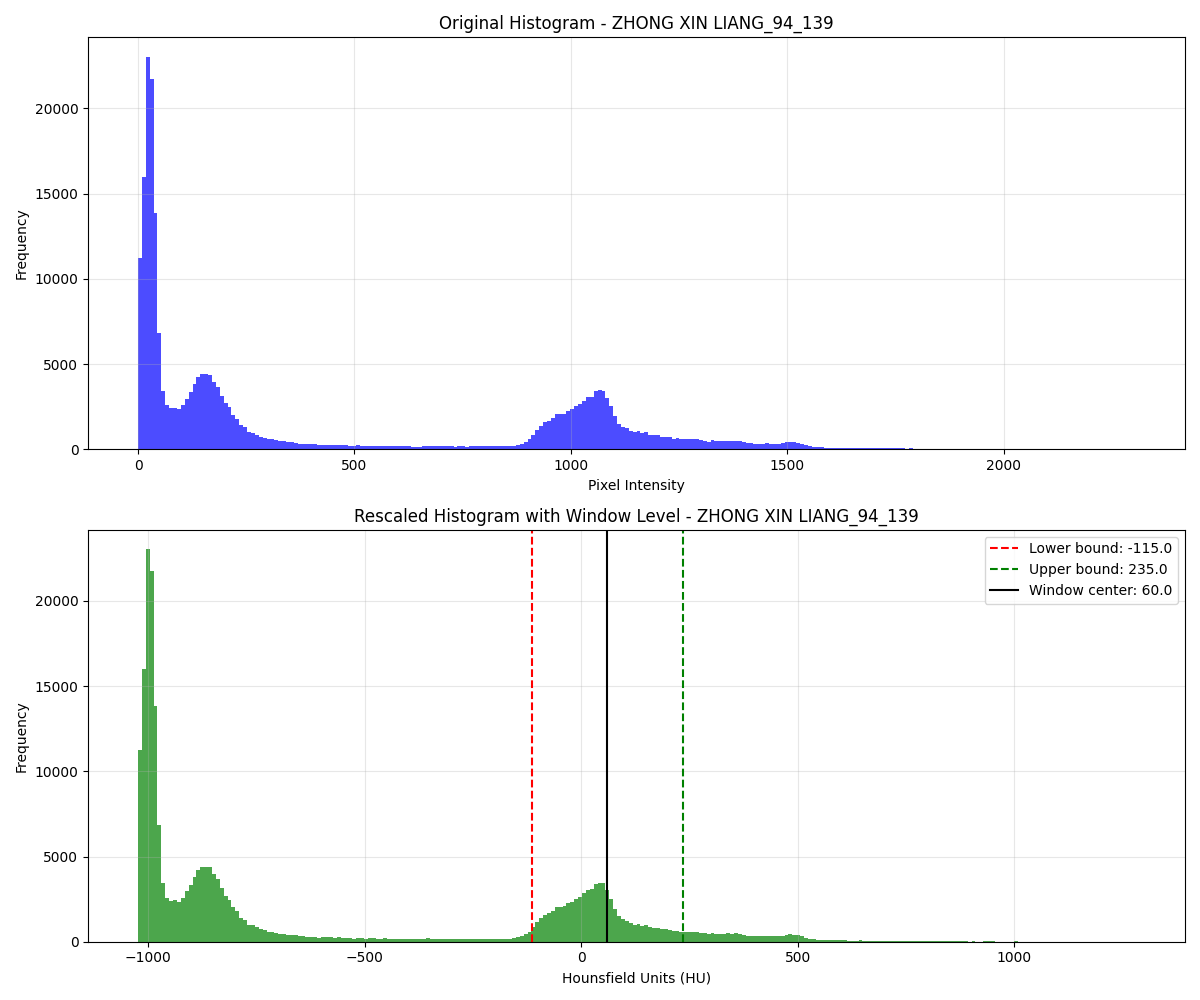 Original Histogram - ZHONG XIN LIANG_94_139
Frequency
20000
15000
10000
5000
0
0 500 1000 1500 2000
Pixel Intensity
Rescaled Histogram with Window Level - ZHONG XIN LIANG_94_139
Lower bound: -115.0
Upper bound: 235.0
Window center: 60.0
Frequency
20000
15000
10000
5000
0
−1000 −500 0 500 1000
Hounsfield Units (HU)